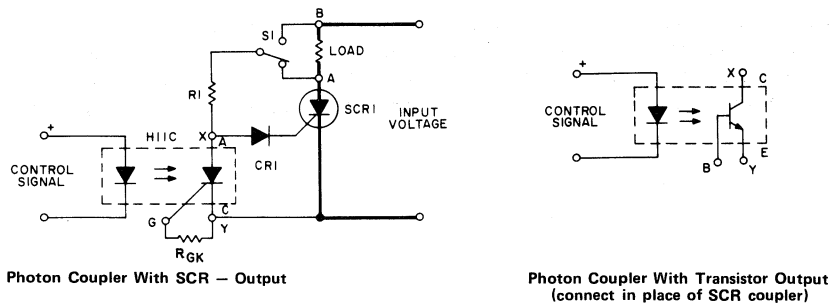 B
S1
LOAD
A
R1
SCR1
INPUT
VOLTAGE
+
H11C
X
A
CR1
CONTROL
SIGNAL
G
C
Y
RGK
Photon Coupler With SCR – Output
X
C
+
CONTROL
SIGNAL
B
E
Y
Photon Coupler With Transistor Output
(connect in place of SCR coupler)